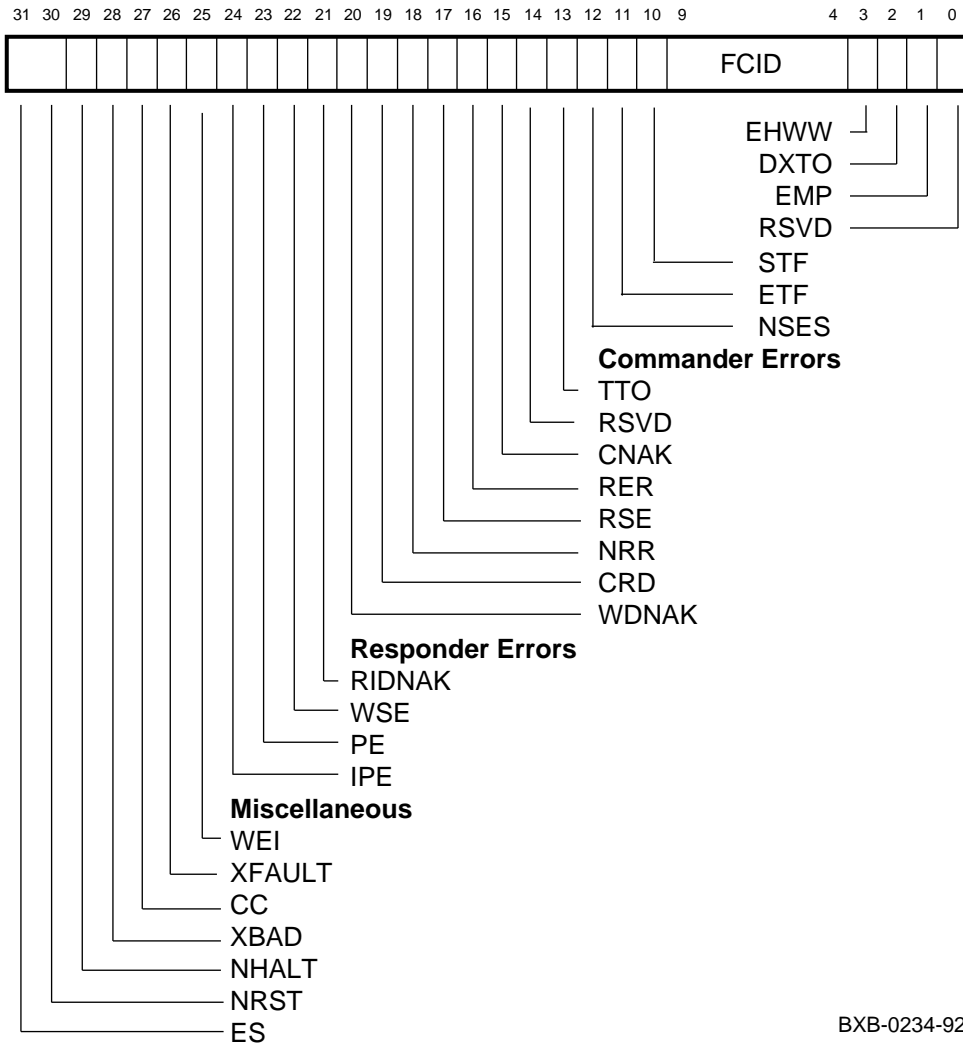 31 30 29 28 27 26 25 24 23 22 21 20 19 18 17 16 15 14 13 12 11 10 9 4 3 2 1 0
FCID
EHWW
DXTO
EMP
RSVD
STF
ETF
NSES
Commander Errors
TTO
RSVD
CNAK
RER
RSE
NRR
CRD
WDNAK
Responder Errors
RIDNAK
WSE
PE
IPE
Miscellaneous
WEI
XFAULT
CC
XBAD
NHALT
NRST
ES
BXB-0234-92